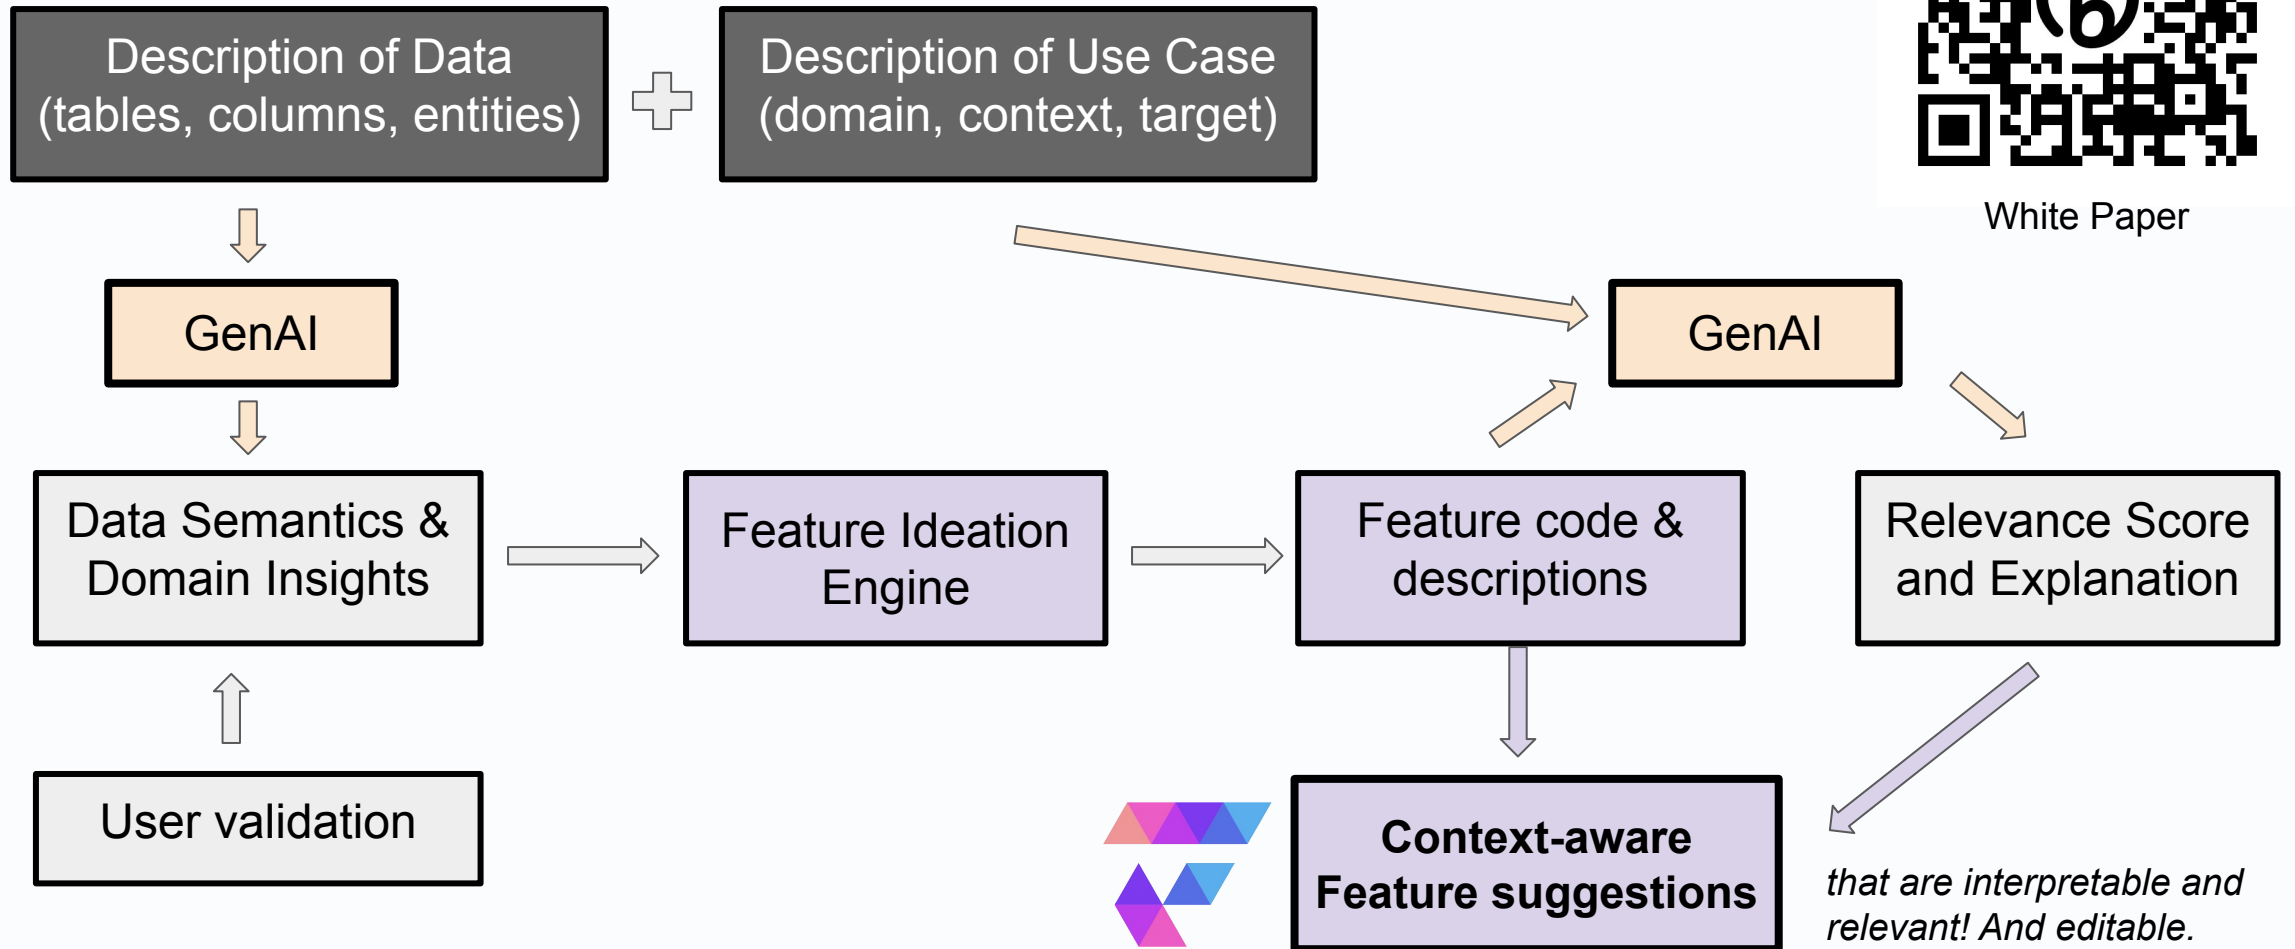 Description of Data
(tables, columns, entities)
Description of Use Case
(domain, context, target)
White Paper
GenAI
GenAI
Data Semantics &
Domain Insights
Feature Ideation
Engine
Feature code &
descriptions
Relevance Score
and Explanation
User validation
Context-aware
Feature suggestions
that are interpretable and
relevant! And editable.